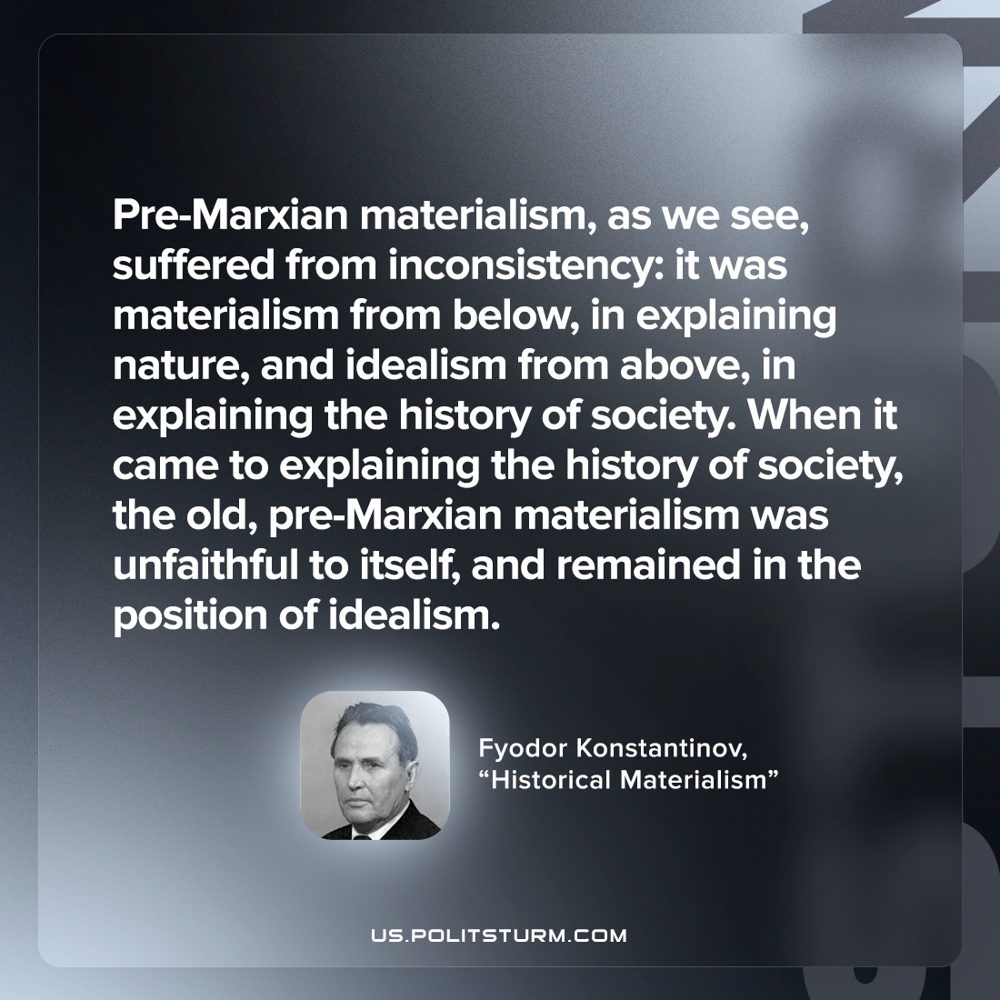 Pre-Marxian materialism, as we see,
suffered from inconsistency: it was
materialism from below, in explaining
nature, and idealism from above, in
explaining the history of society. When it
came to explaining the history of society,
the old, pre-Marxian materialism was
unfaithful to itself, and remained in the
position of idealism.
Fyodor Konstantinov,
“Historical Materialism”
US.POLITSTURM.COM